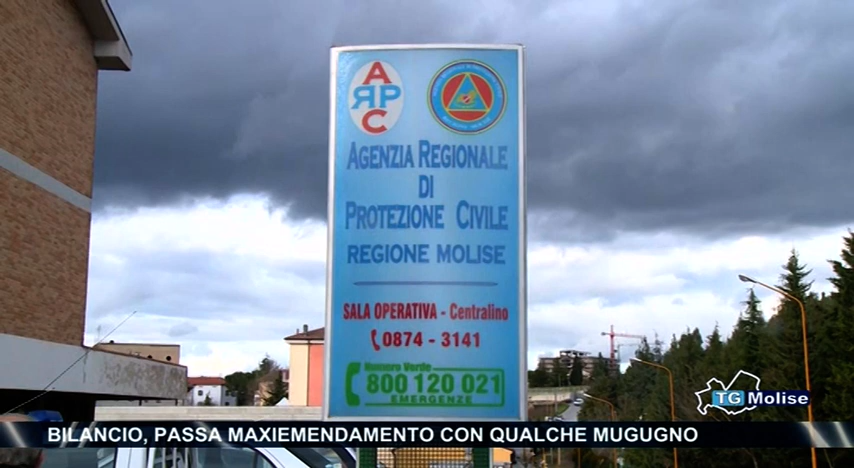 A
RPC
C
AGENZIA REGIONALE
DI
PROTEZIONE CIVILE
REGIONE MOLISE
SALA OPERATIVA - Centralino
0874 - 3141
Numero Verde
800 120 021
EMERGENZE
TG Molise
BILANCIO, PASSA MAXIEMENDAMENTO CON QUALCHE MUGUGNO